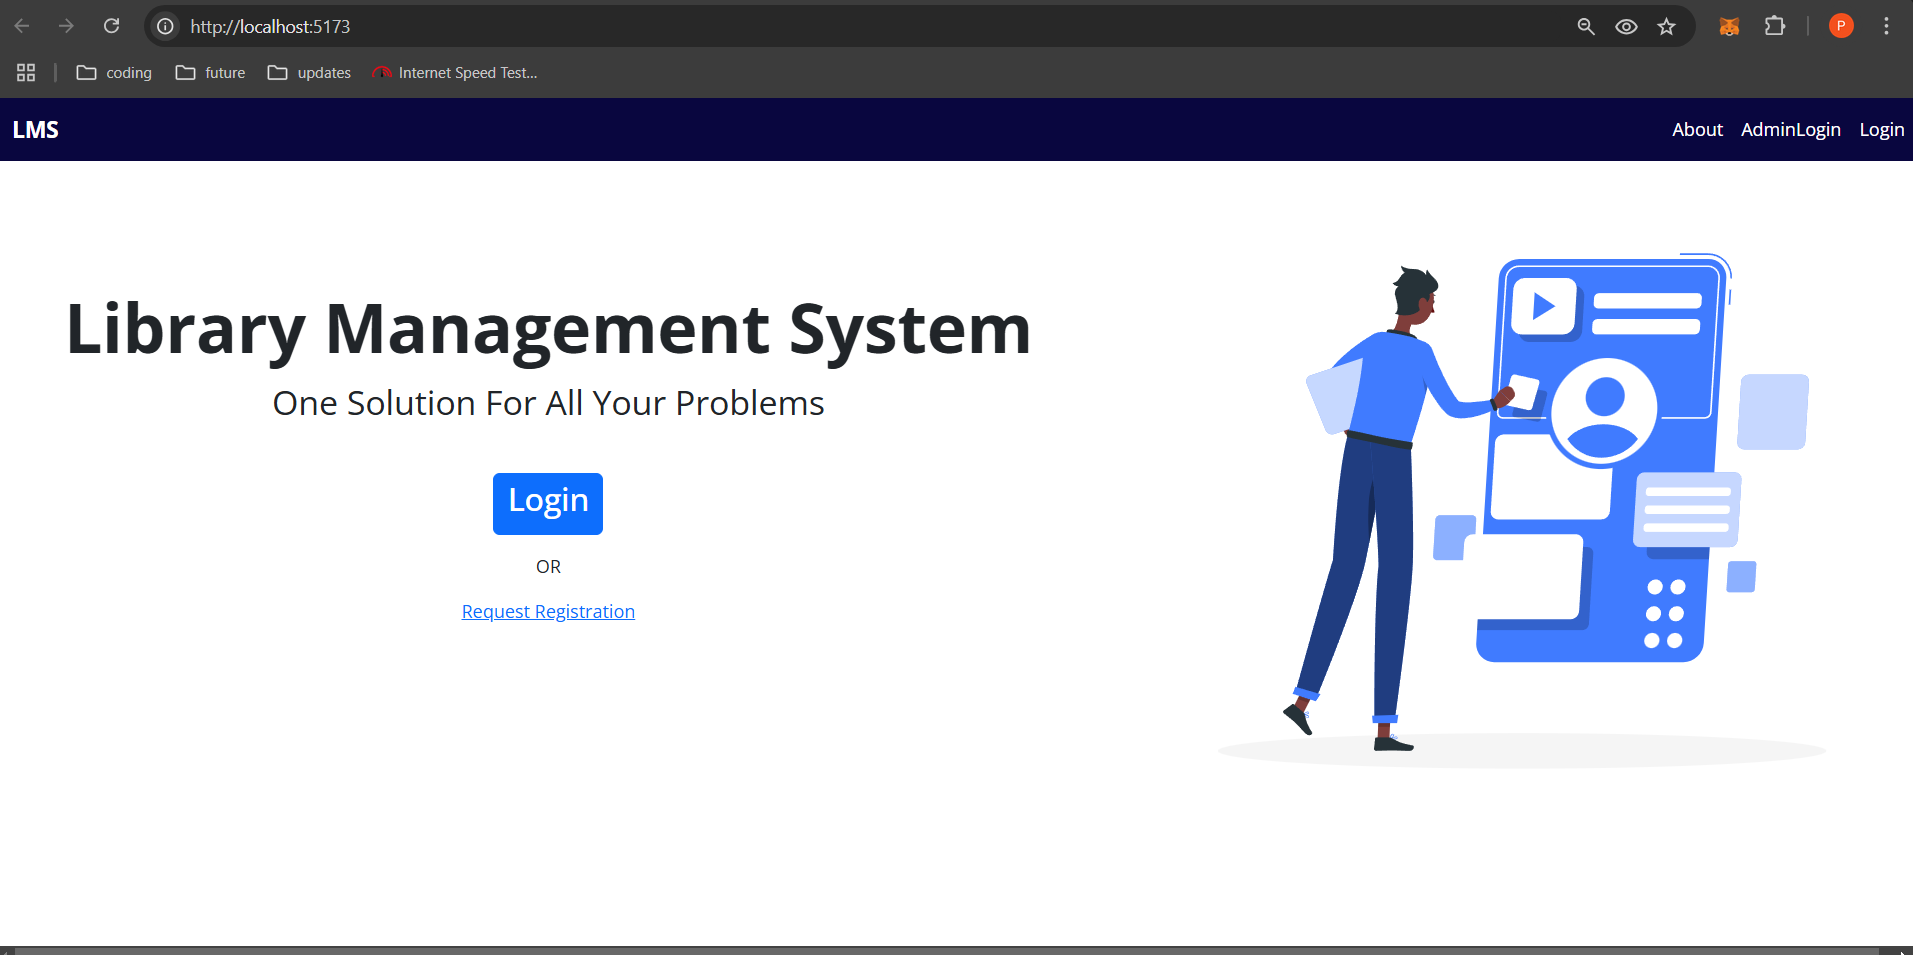 http://localhost:5173
P
coding future updates Internet Speed Test...
LMS About AdminLogin Login
Library Management System
One Solution For All Your Problems
Login
OR
Request Registration